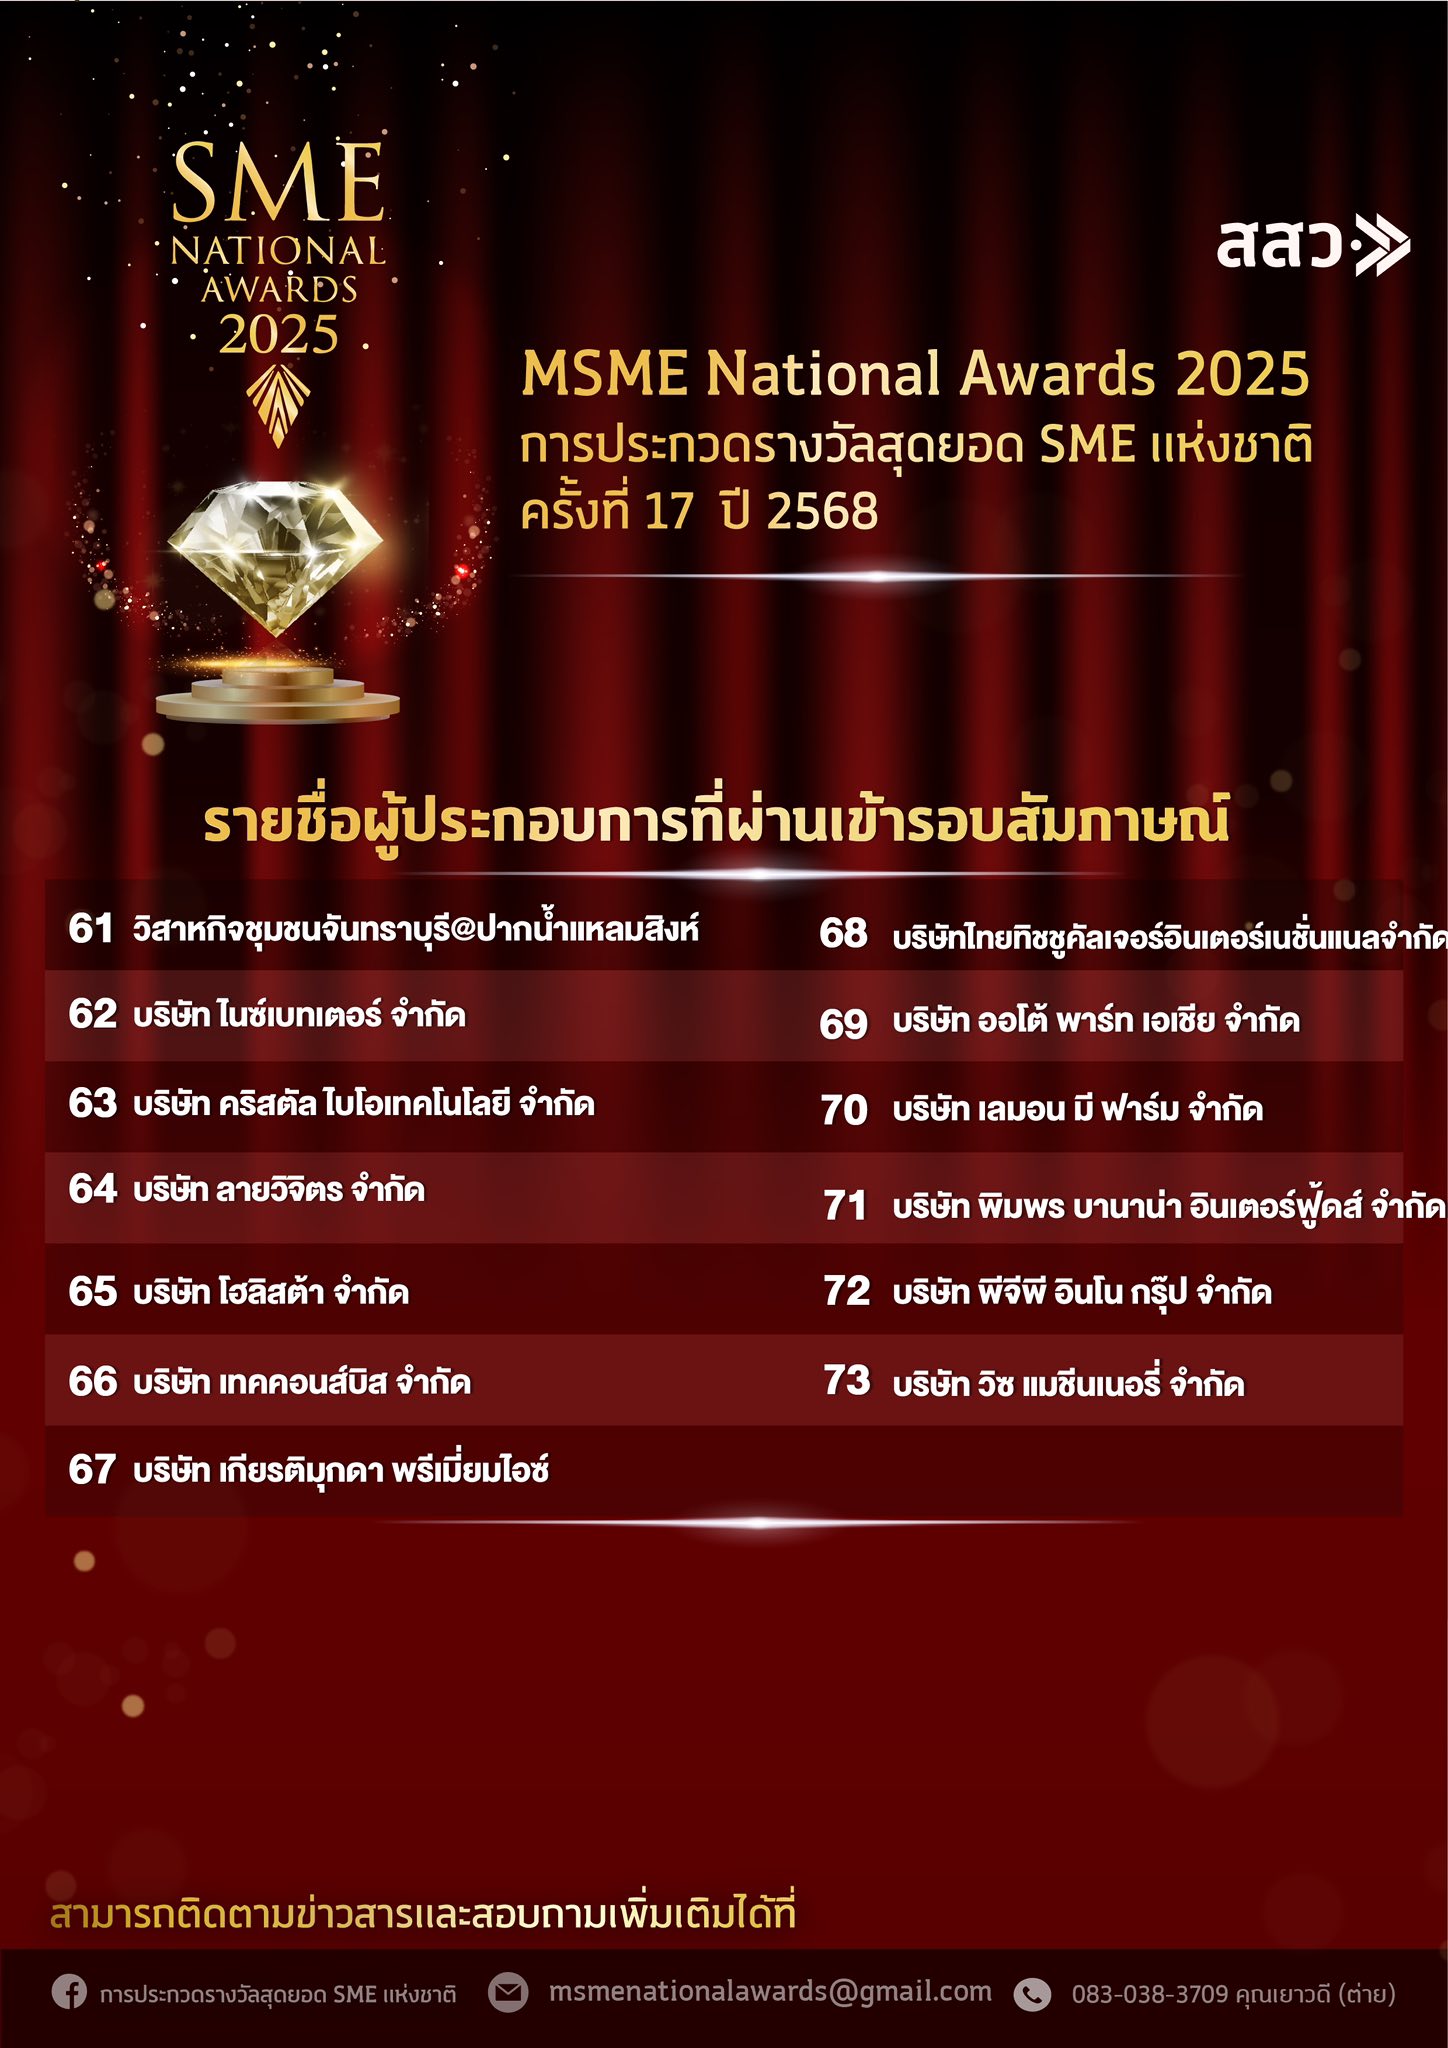 SME
NATIONAL
AWARDS
2025
สสว
MSME National Awards 2025
การประกวดรางวัลสุดยอด SME แห่งชาติ
ครั้งที่ 17 ปี 2568
รายชื่อผู้ประกอบการที่ผ่านเข้ารอบสัมภาษณ์
61 วิสาหกิจชุมชนจันทราบุรี@ปากน้ำแหลมสิงห์
62 บริษัท ไนซ์เบทเตอร์ จำกัด
63 บริษัท คริสตัล ไบโอเทคโนโลยี จำกัด
64 บริษัท ลายวิจิตร จำกัด
65 บริษัท โฮลิสต้า จำกัด
66 บริษัท เทคคอนส์บิส จำกัด
67 บริษัท เกียรติมุกดา พรีเมี่ยมไอซ์
68 บริษัทไทยทิชชูคัลเจอร์อินเตอร์เนชั่นแนลจำกัด
69 บริษัท ออโต้ พาร์ท เอเชีย จำกัด
70 บริษัท เลมอน มี ฟาร์ม จำกัด
71 บริษัท พิมพร บานาน่า อินเตอร์ฟู้ดส์ จำกัด
72 บริษัท พีจีพี อินโน กรุ๊ป จำกัด
73 บริษัท วิซ แมชีนเนอรี่ จำกัด
สามารถติดตามข่าวสารและสอบถามเพิ่มเติมได้ที่
การประกวดรางวัลสุดยอด SME แห่งชาติ
msmenationalawards@gmail.com
083-038-3709 คุณเยาวดี (ต่าย)